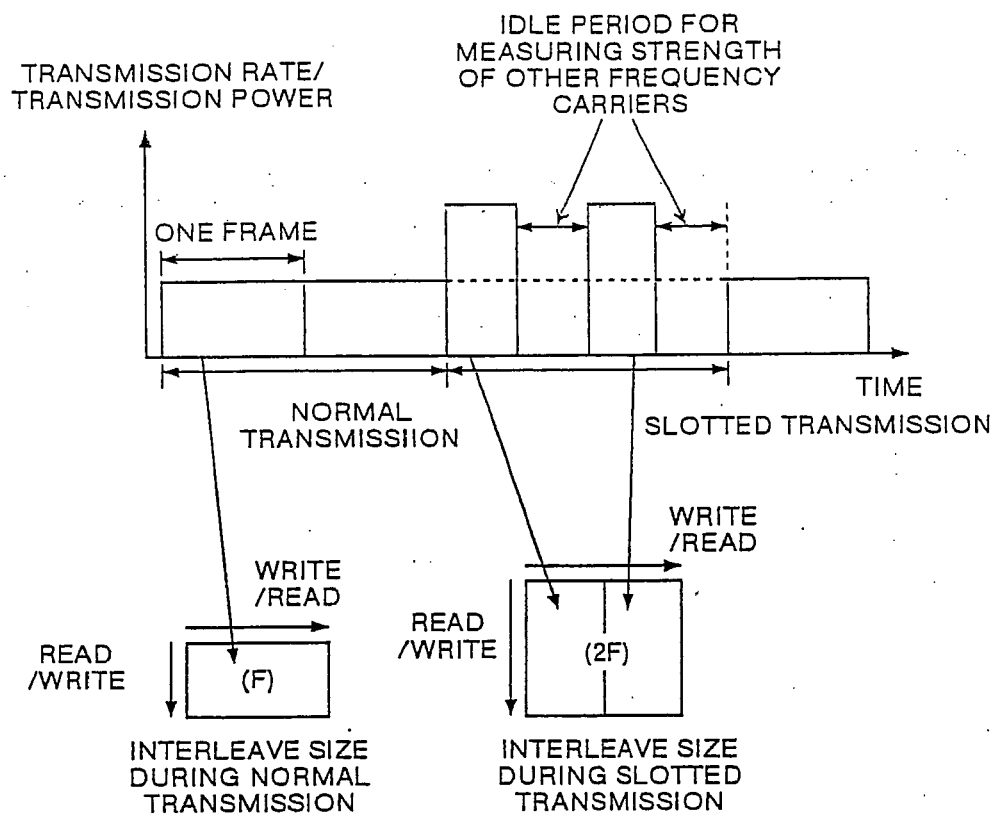 IDLE PERIOD FOR
MEASURING STRENGTH
OF OTHER FREQUENCY
CARRIERS
TRANSMISSION RATE/
TRANSMISSION POWER
ONE FRAME
TIME
NORMAL
TRANSMISSIION
SLOTTED TRANSMISSION
WRITE
/READ
READ
/WRITE
(F)
INTERLEAVE SIZE
DURING NORMAL
TRANSMISSION
WRITE
/READ
READ
/WRITE
(2F)
INTERLEAVE SIZE
DURING SLOTTED
TRANSMISSION